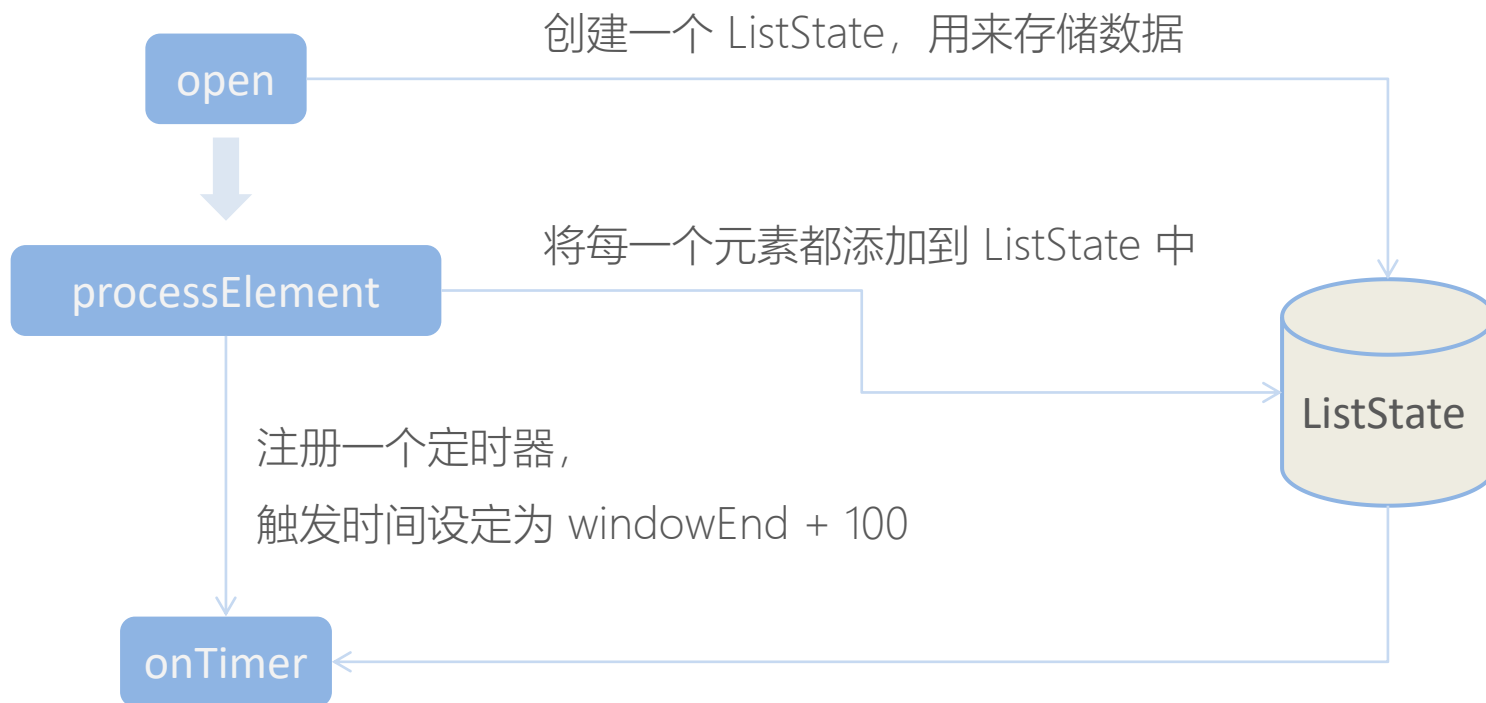 创建一个 ListState，用来存储数据
open
将每一个元素都添加到 ListState 中
processElement
ListState
注册一个定时器，
触发时间设定为 windowEnd + 100
onTimer